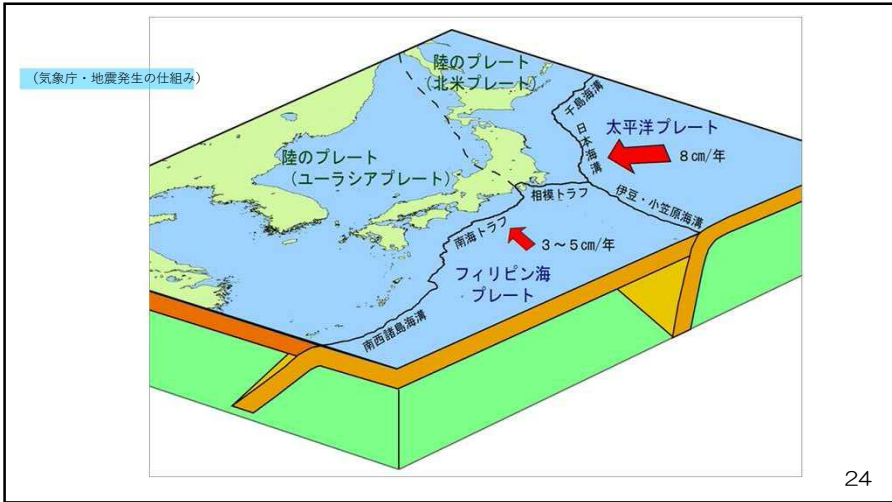 （気象庁・地震発生の仕組み）
陸のプレート
（北米プレート）
千島海溝
日本海溝
太平洋プレート
8㎝/年
陸のプレート
（ユーラシアプレート）
相模トラフ
伊豆・小笠原海溝
南海トラフ
3～5㎝/年
フィリピン海
プレート
南西諸島海溝
24